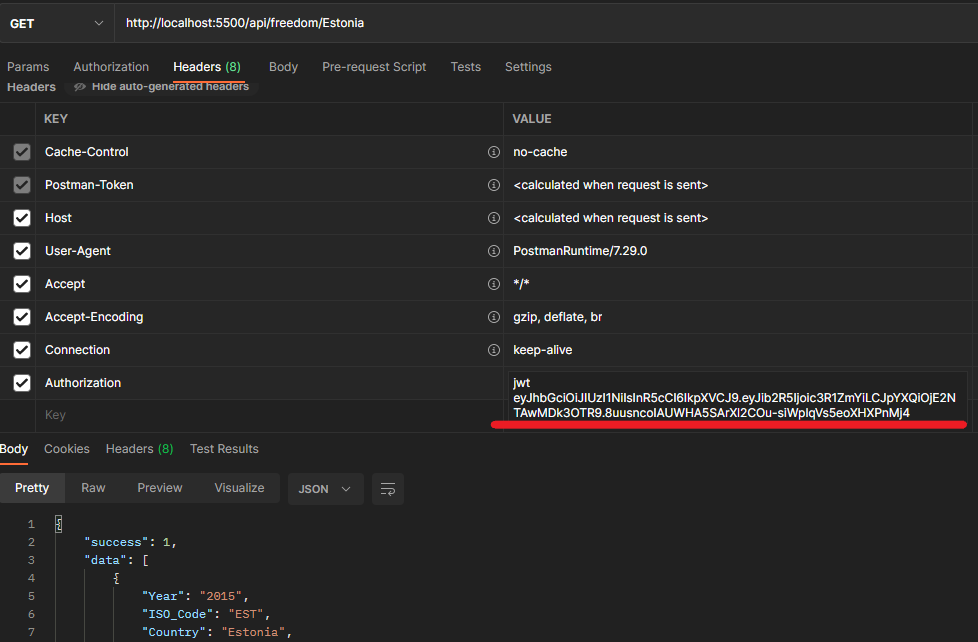 GET http://localhost:5500/api/freedom/Estonia
Params Authorization Headers (8) Body Pre-request Script Tests Settings
Headers Hide auto-generated headers
KEY VALUE
Cache-Control no-cache
Postman-Token <calculated when request is sent>
Host <calculated when request is sent>
User-Agent PostmanRuntime/7.29.0
Accept */*
Accept-Encoding gzip, deflate, br
Connection keep-alive
Authorization jwt
eyJhbGciOiJIUzI1NiIsInR5cCI6IkpXVCJ9.eyJib2R5Ijoic3R1ZmYiLCJpYXQiOjE2N
TAwMDk3OTR9.8uusncoIAUWHA5SArXl2COu-siWpIqVs5eoXHXPnMj4
Key
Body Cookies Headers (8) Test Results
Pretty Raw Preview Visualize JSON
1 {
2 "success": 1,
3 "data": [
4 {
5 "Year": "2015",
6 "ISO_Code": "EST",
7 "Country": "Estonia",